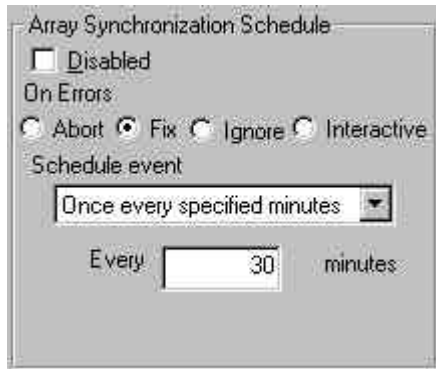 Array Synchronization Schedule
Disabled
On Errors
Abort Fix Ignore Interactive
Schedule event
Once every specified minutes
Every 30 minutes